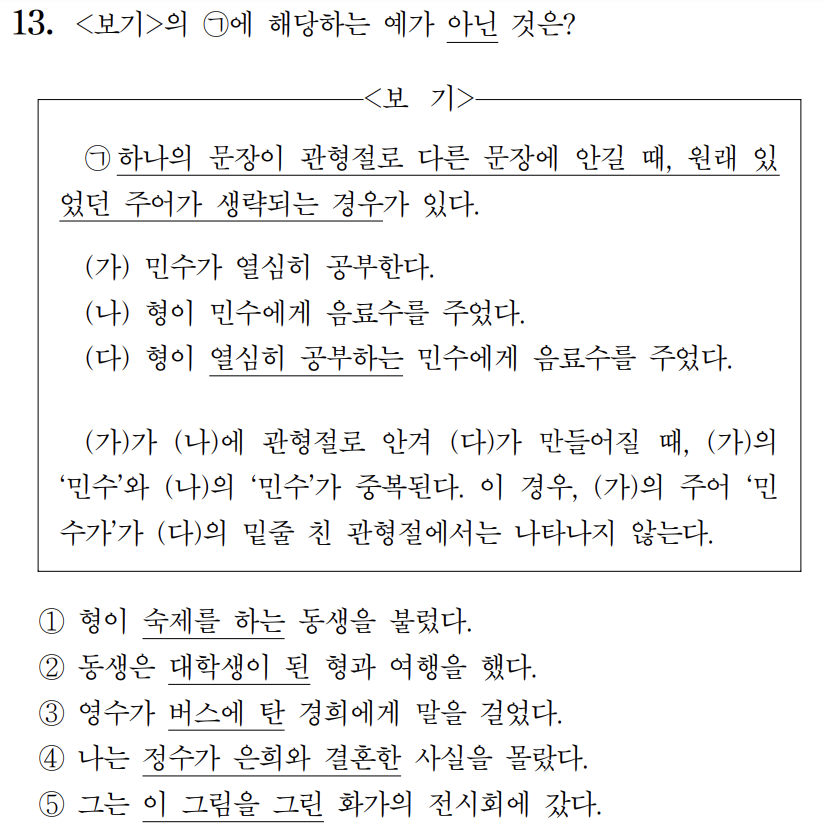 13. <보기>의 ㉠에 해당하는 예가 아닌 것은?
<보 기>
㉠하나의 문장이 관형절로 다른 문장에 안길 때, 원래 있
었던 주어가 생략되는 경우가 있다.
(가) 민수가 열심히 공부한다.
(나) 형이 민수에게 음료수를 주었다.
(다) 형이 열심히 공부하는 민수에게 음료수를 주었다.
(가)가 (나)에 관형절로 안겨 (다)가 만들어질 때, (가)의
‘민수’와 (나)의 ‘민수’가 중복된다. 이 경우, (가)의 주어 ‘민
수가’가 (다)의 밑줄 친 관형절에서는 나타나지 않는다.
① 형이 숙제를 하는 동생을 불렀다.
② 동생은 대학생이 된 형과 여행을 했다.
③ 영수가 버스에 탄 경희에게 말을 걸었다.
④ 나는 정수가 은희와 결혼한 사실을 몰랐다.
⑤ 그는 이 그림을 그린 화가의 전시회에 갔다.